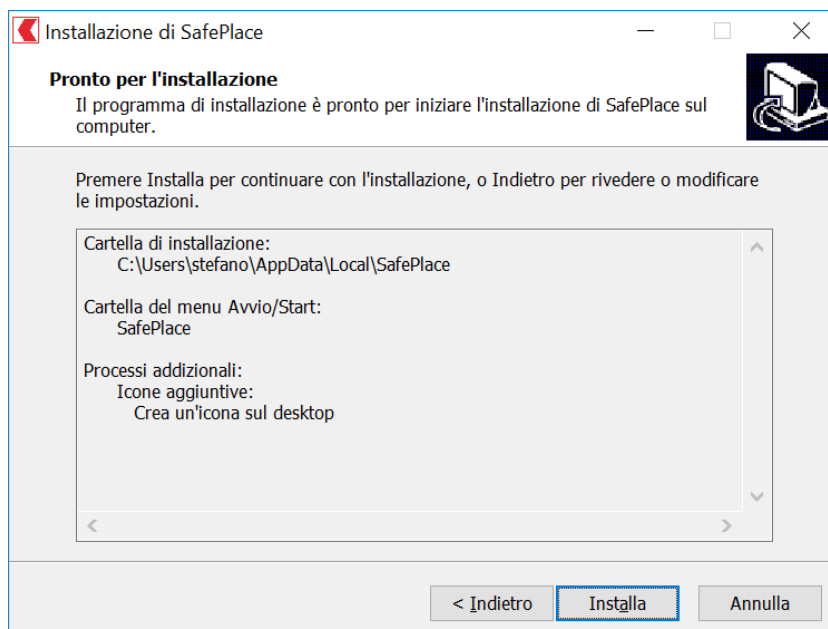 Installazione di SafePlace
Pronto per l'installazione
Il programma di installazione è pronto per iniziare l'installazione di SafePlace sul
computer.
Premere Installa per continuare con l'installazione, o Indietro per rivedere o modificare
le impostazioni.
Cartella di installazione:
C:\Users\stefano\AppData\Local\SafePlace
Cartella del menu Avvio/Start:
SafePlace
Processi addizionali:
Icone aggiuntive:
Crea un'icona sul desktop
< Indietro
Installa
Annulla